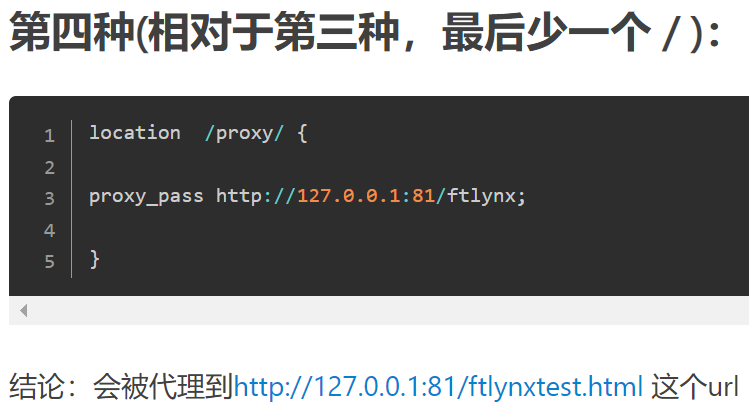 第四种(相对于第三种，最后少一个 / )：
1 location  /proxy/ {
2
3 proxy_pass http://127.0.0.1:81/ftlynx;
4
5 }
结论：会被代理到http://127.0.0.1:81/ftlynxtest.html 这个url